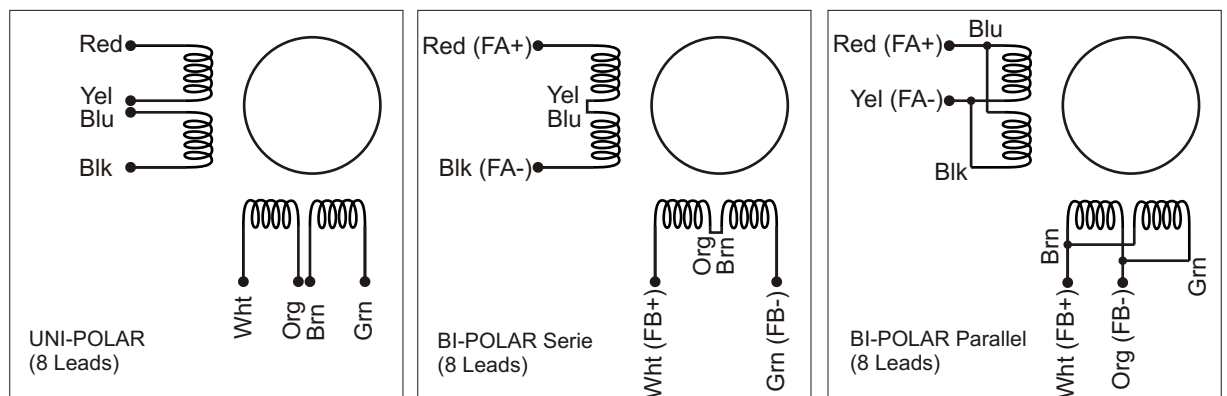 Red
Yel
Blu
Blk
Wht
Org
Brn
Grn
UNI-POLAR
(8 Leads)
Red (FA+)
Yel
Blu
Blk (FA-)
Org
Brn
Wht (FB+)
Grn (FB-)
BI-POLAR Serie
(8 Leads)
Blu
Red (FA+)
Yel (FA-)
Blk
Brn
Grn
Wht (FB+)
Org (FB-)
BI-POLAR Parallel
(8 Leads)